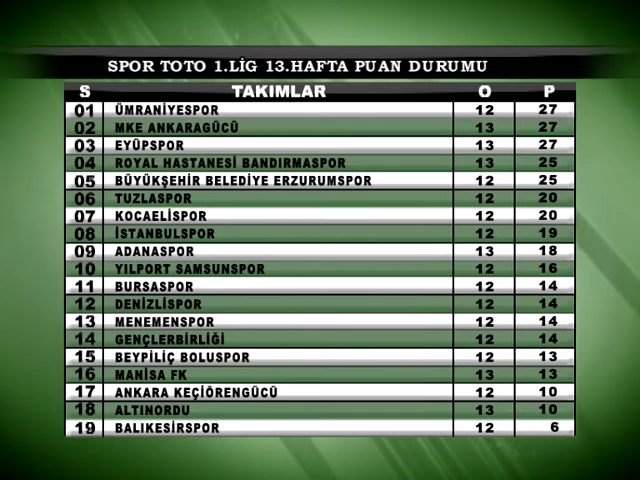 SPOR TOTO 1.LİG 13.HAFTA PUAN DURUMU
S TAKIMLAR O P
01 ÜMRANİYESPOR 12 27
02 MKE ANKARAGÜCÜ 13 27
03 EYÜPSPOR 13 27
04 ROYAL HASTANESİ BANDIRMASPOR 13 25
05 BÜYÜKŞEHİR BELEDİYE ERZURUMSPOR 12 25
06 TUZLASPOR 12 20
07 KOCAELİSPOR 12 20
08 İSTANBULSPOR 12 19
09 ADANASPOR 13 18
10 YILPORT SAMSUNSPOR 12 16
11 BURSASPOR 12 14
12 DENİZLİSPOR 12 14
13 MENEMENSPOR 12 14
14 GENÇLERBİRLİĞİ 12 14
15 BEYPİLİÇ BOLUSPOR 12 13
16 MANİSA FK 13 13
17 ANKARA KEÇİÖRENGÜCÜ 12 10
18 ALTINORDU 13 10
19 BALIKESİRSPOR 12 6